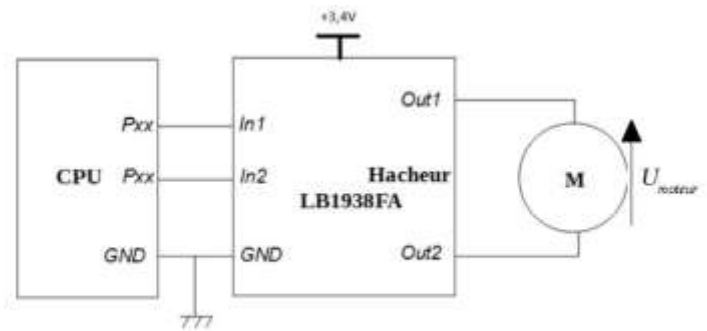 +3,4V
Out1
Pxx In1
CPU Pxx In2 Hacheur M U moteur
LB1938FA
GND GND Out2